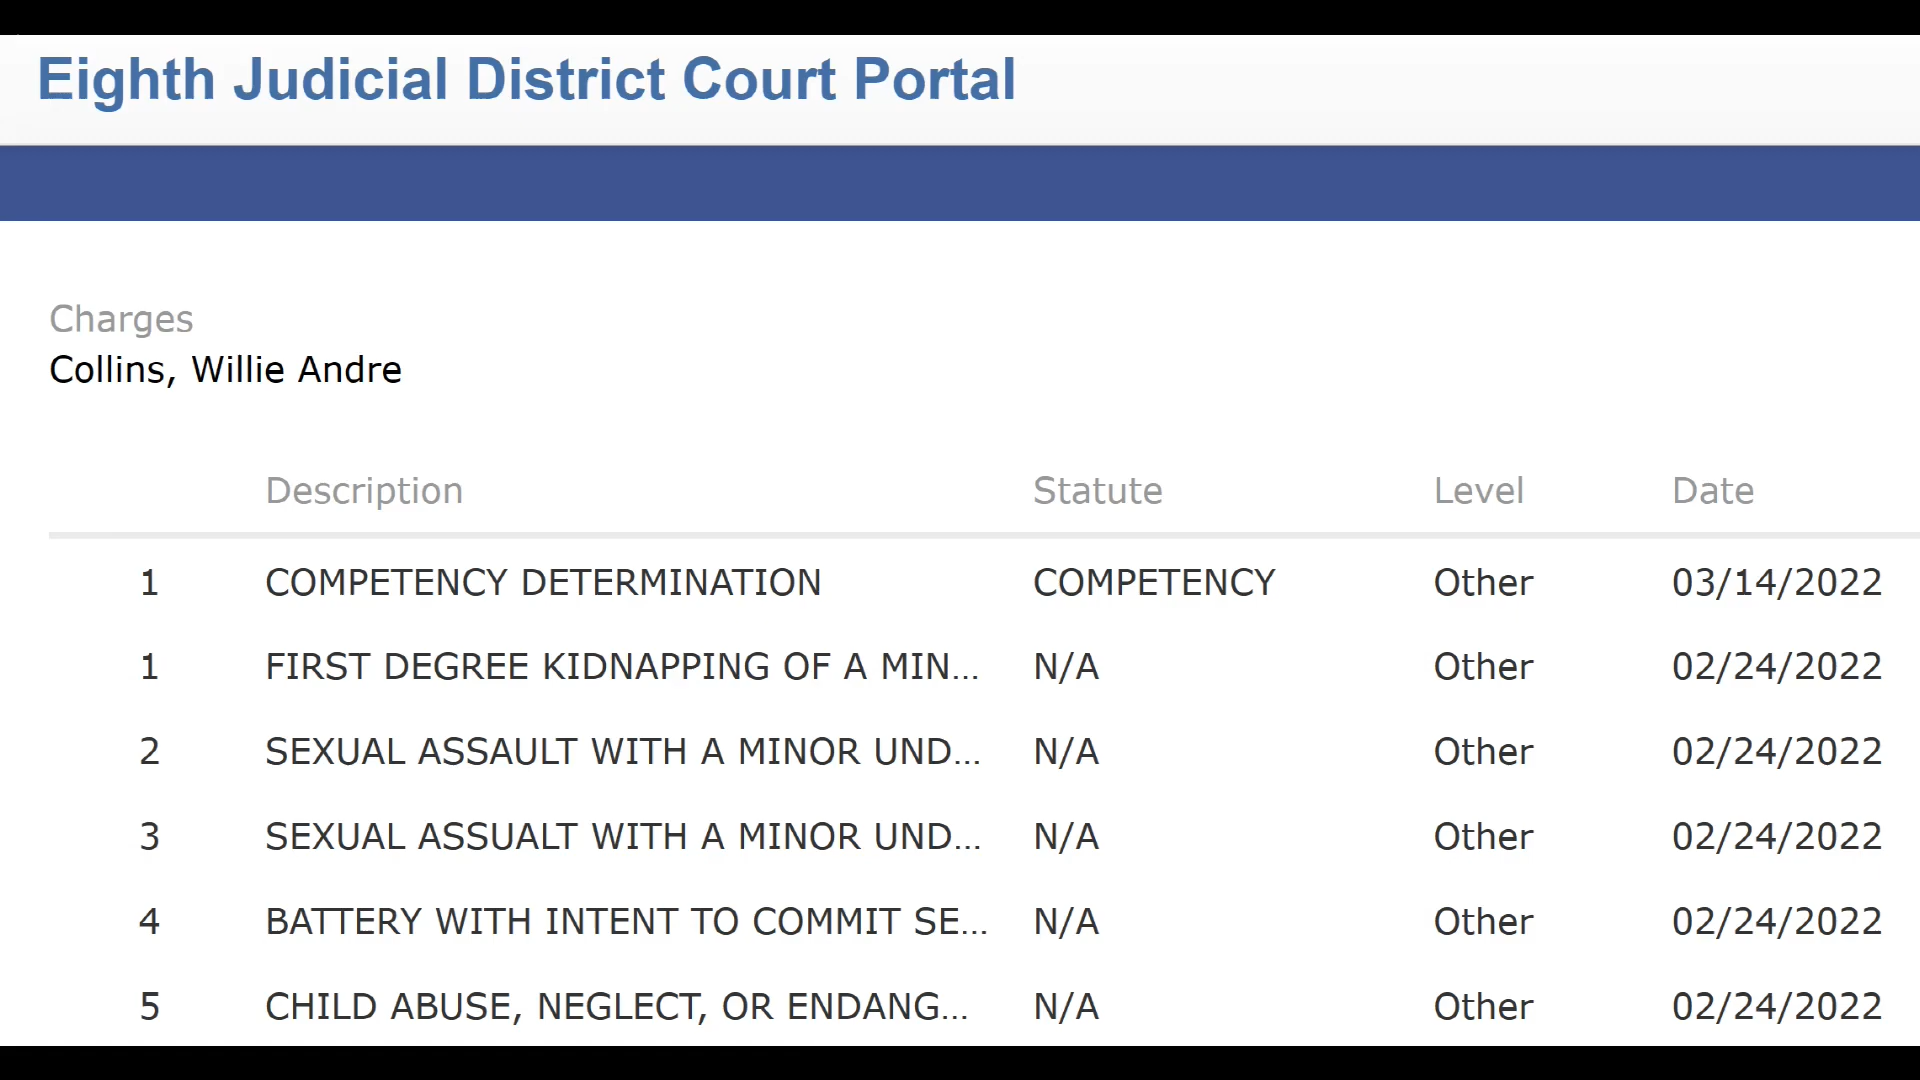 Eighth Judicial District Court Portal
Charges
Collins, Willie Andre
Description Statute Level Date
1 COMPETENCY DETERMINATION COMPETENCY Other 03/14/2022
1 FIRST DEGREE KIDNAPPING OF A MIN... N/A Other 02/24/2022
2 SEXUAL ASSAULT WITH A MINOR UND... N/A Other 02/24/2022
3 SEXUAL ASSUALT WITH A MINOR UND... N/A Other 02/24/2022
4 BATTERY WITH INTENT TO COMMIT SE... N/A Other 02/24/2022
5 CHILD ABUSE, NEGLECT, OR ENDANG... N/A Other 02/24/2022